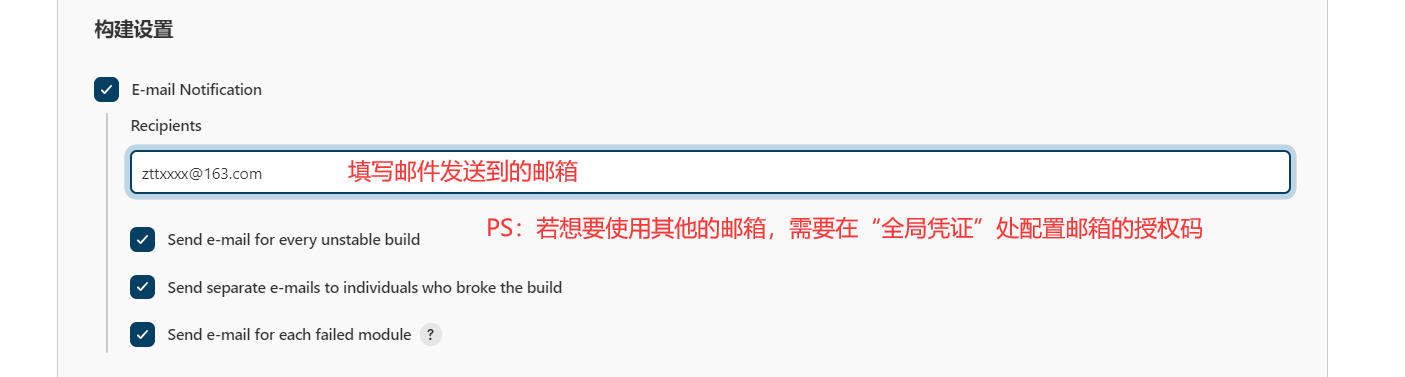 构建设置
E-mail Notification
Recipients
zttxxxx@163.com
填写邮件发送到的邮箱
PS：若想要使用其他的邮箱，需要在“全局凭证”处配置邮箱的授权码
Send e-mail for every unstable build
Send separate e-mails to individuals who broke the build
Send e-mail for each failed module ?